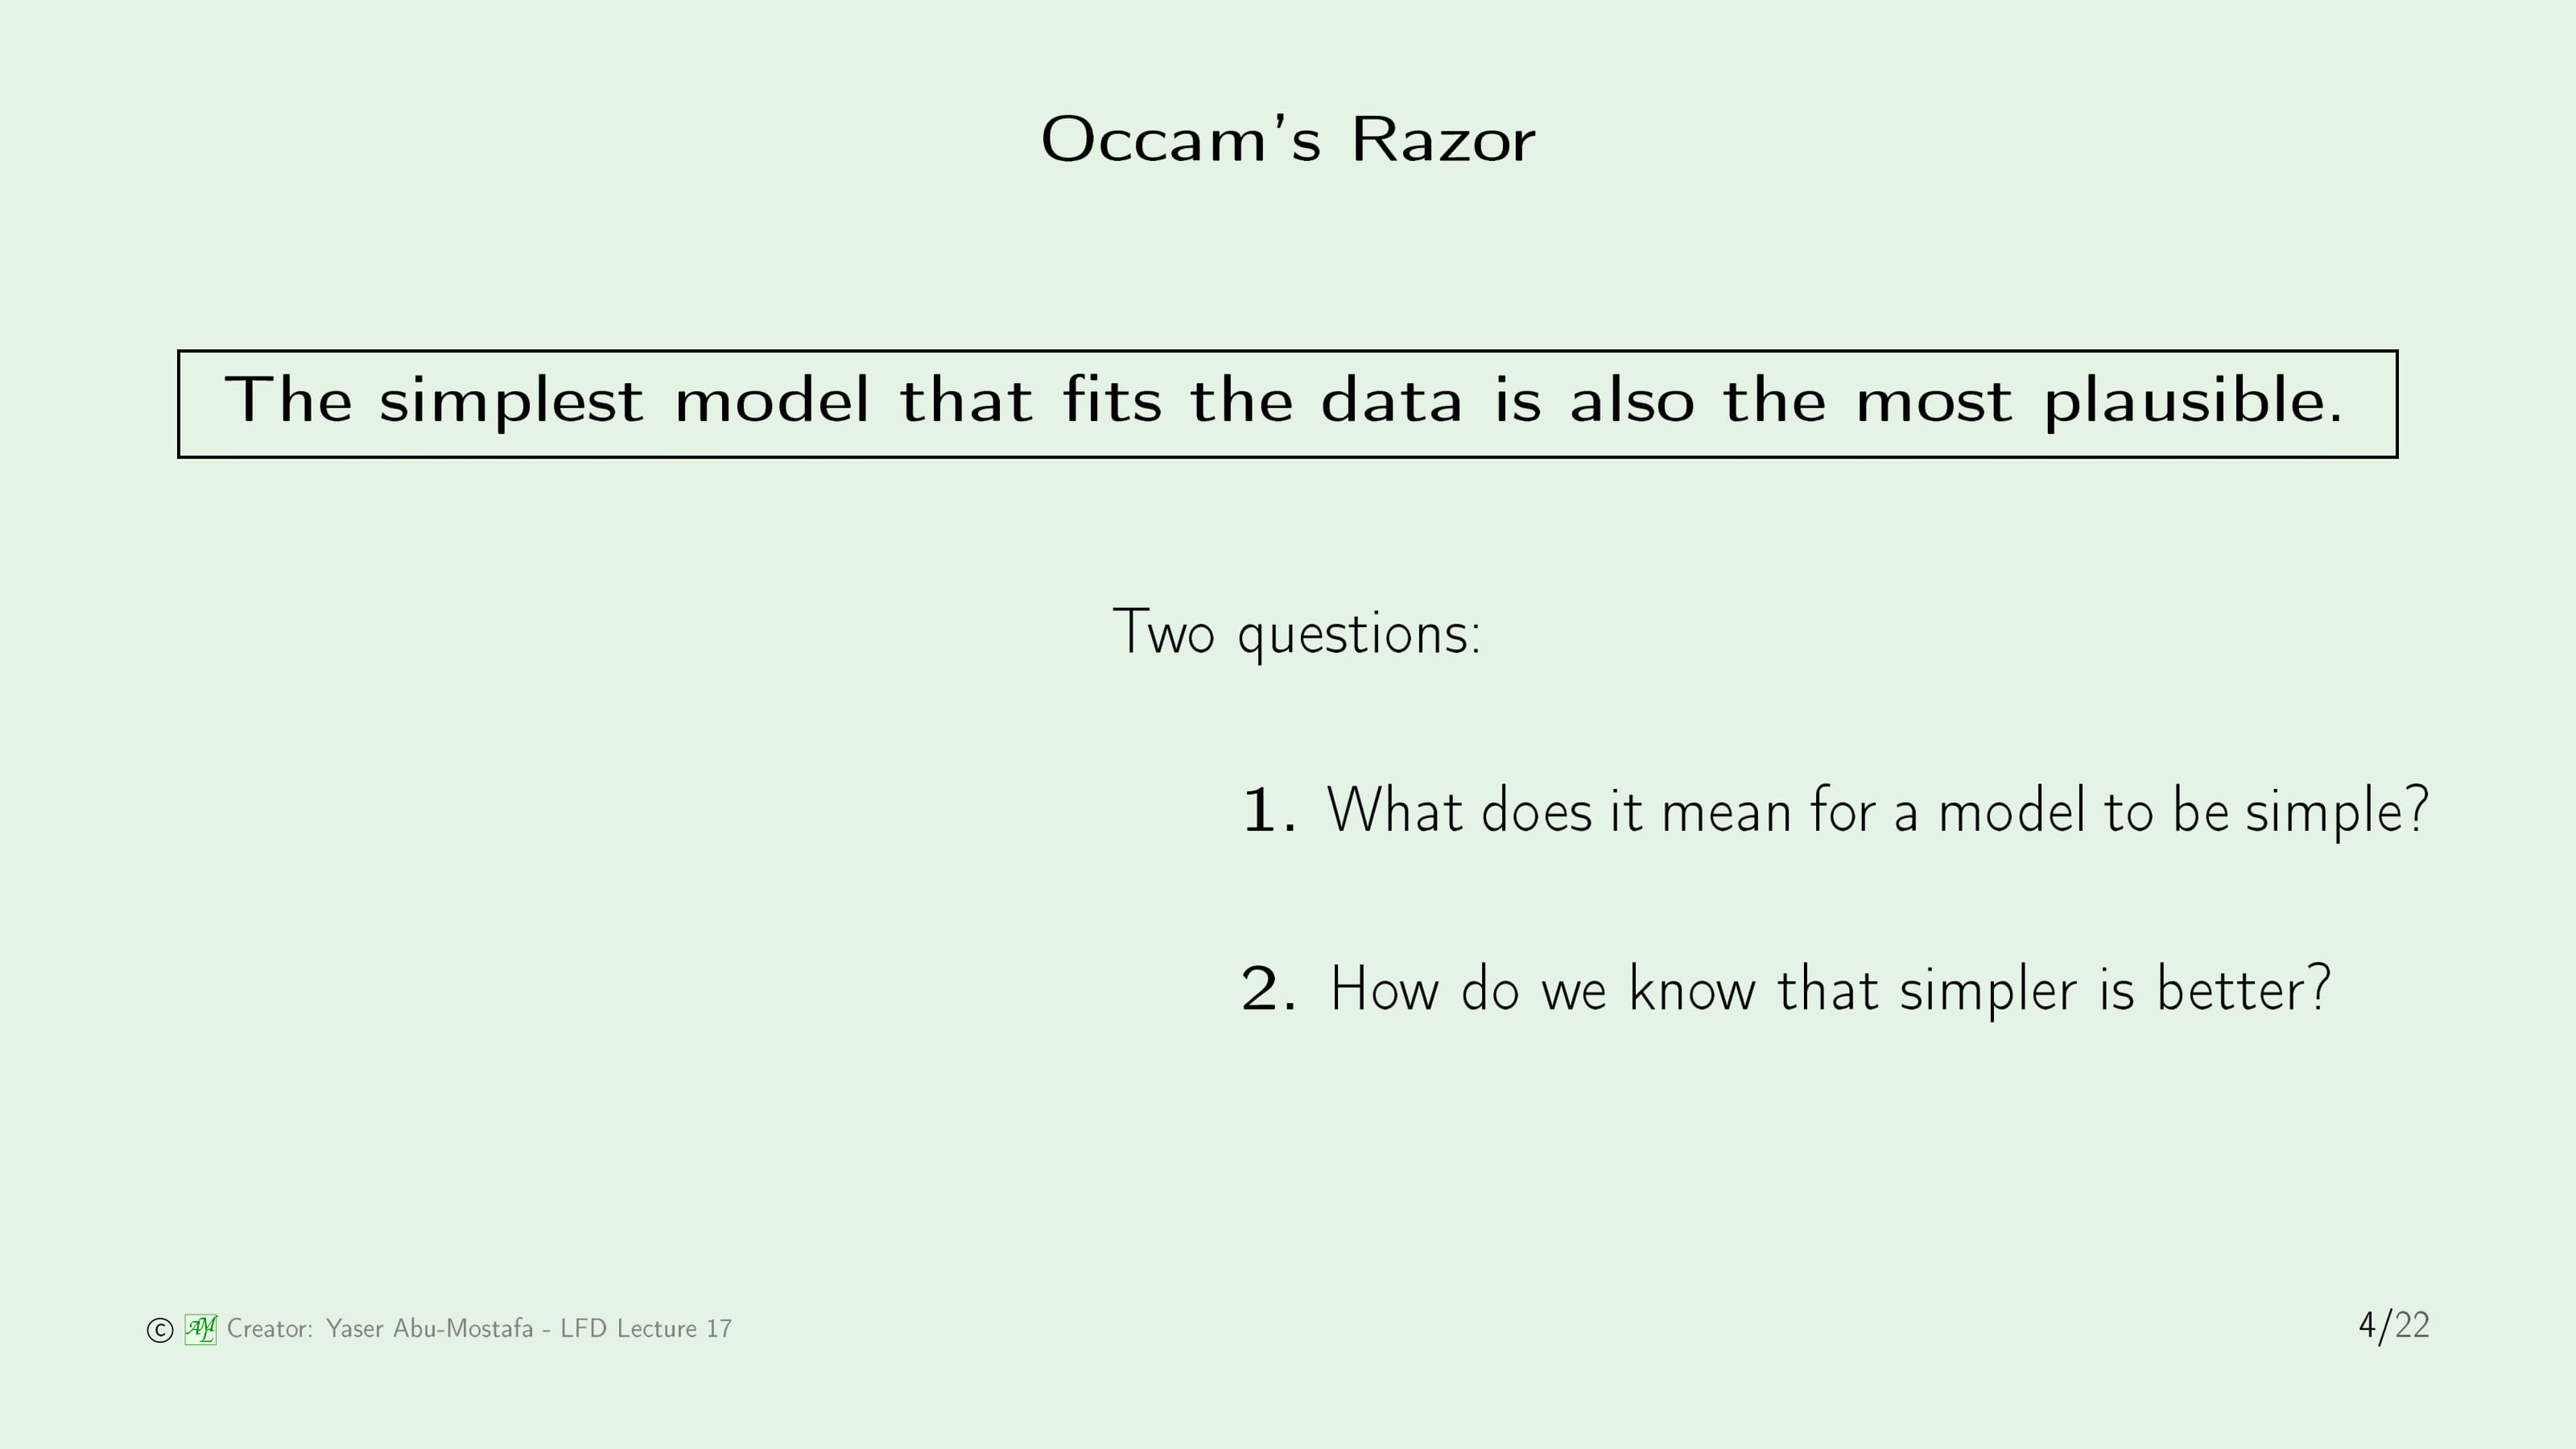 Occam's Razor
The simplest model that fits the data is also the most plausible.
Two questions:
1. What does it mean for a model to be simple?
2. How do we know that simpler is better?
© AML Creator: Yaser Abu-Mostafa - LFD Lecture 17
4/22